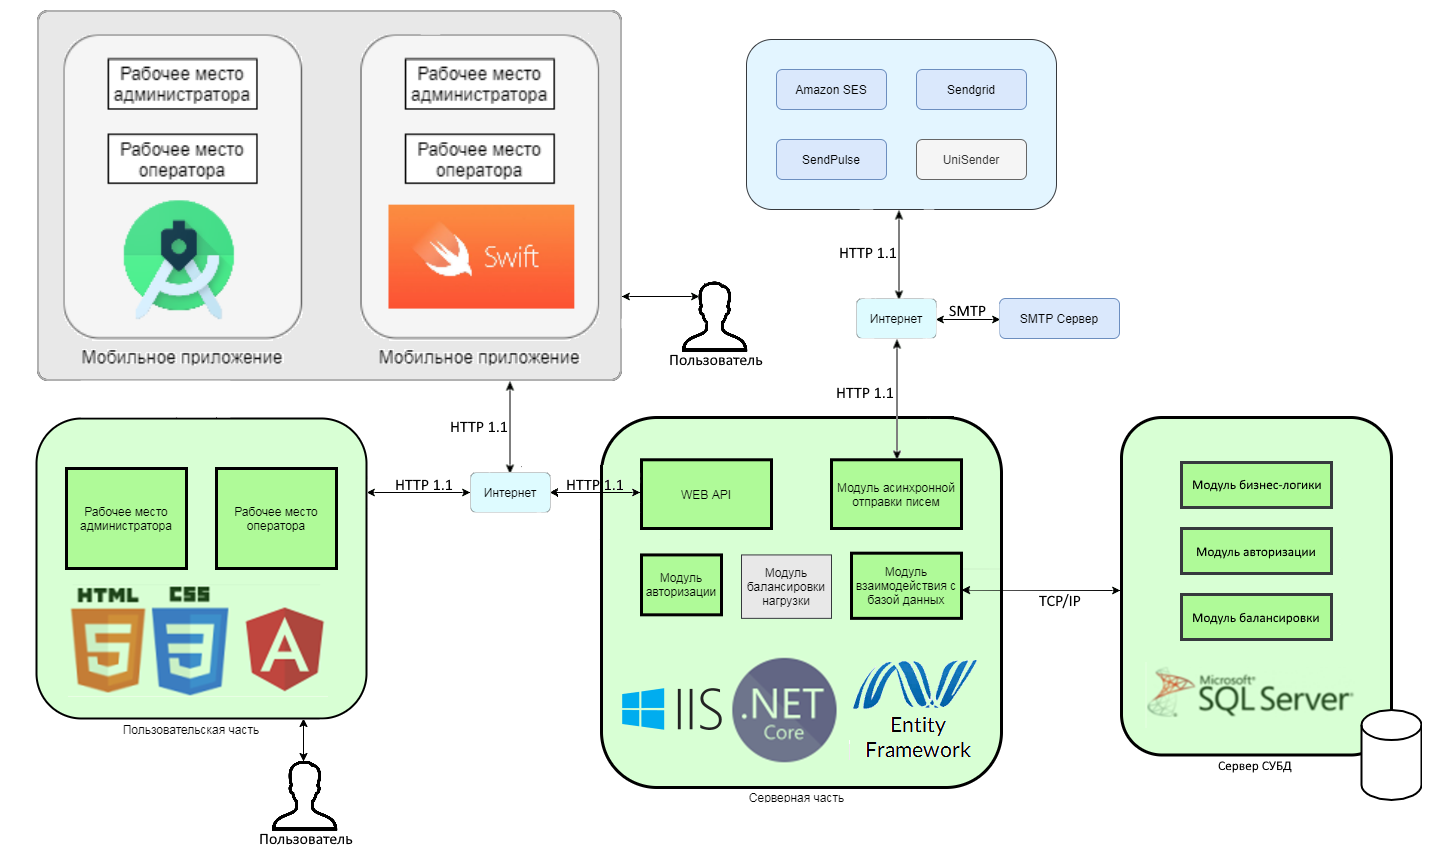 Рабочее место
администратора
Рабочее место
оператора
Мобильное приложение
Рабочее место
администратора
Рабочее место
оператора
Swift
Мобильное приложение
Пользователь
Amazon SES
Sendgrid
SendPulse
UniSender
HTTP 1.1
Интернет
SMTP
SMTP Сервер
HTTP 1.1
HTTP 1.1
Рабочее место
администратора
Рабочее место
оператора
HTML
5
CSS
3
A
Пользовательская часть
Пользователь
HTTP 1.1
Интернет
HTTP 1.1
WEB API
Модуль асинхронной
отправки писем
Модуль
авторизации
Модуль
балансировки
нагрузки
Модуль
взаимодействия с
базой данных
IIS
.NET
Core
Entity
Framework
Серверная часть
TCP/IP
Модуль бизнес-логики
Модуль авторизации
Модуль балансировки
Microsoft
SQL Server
Сервер СУБД